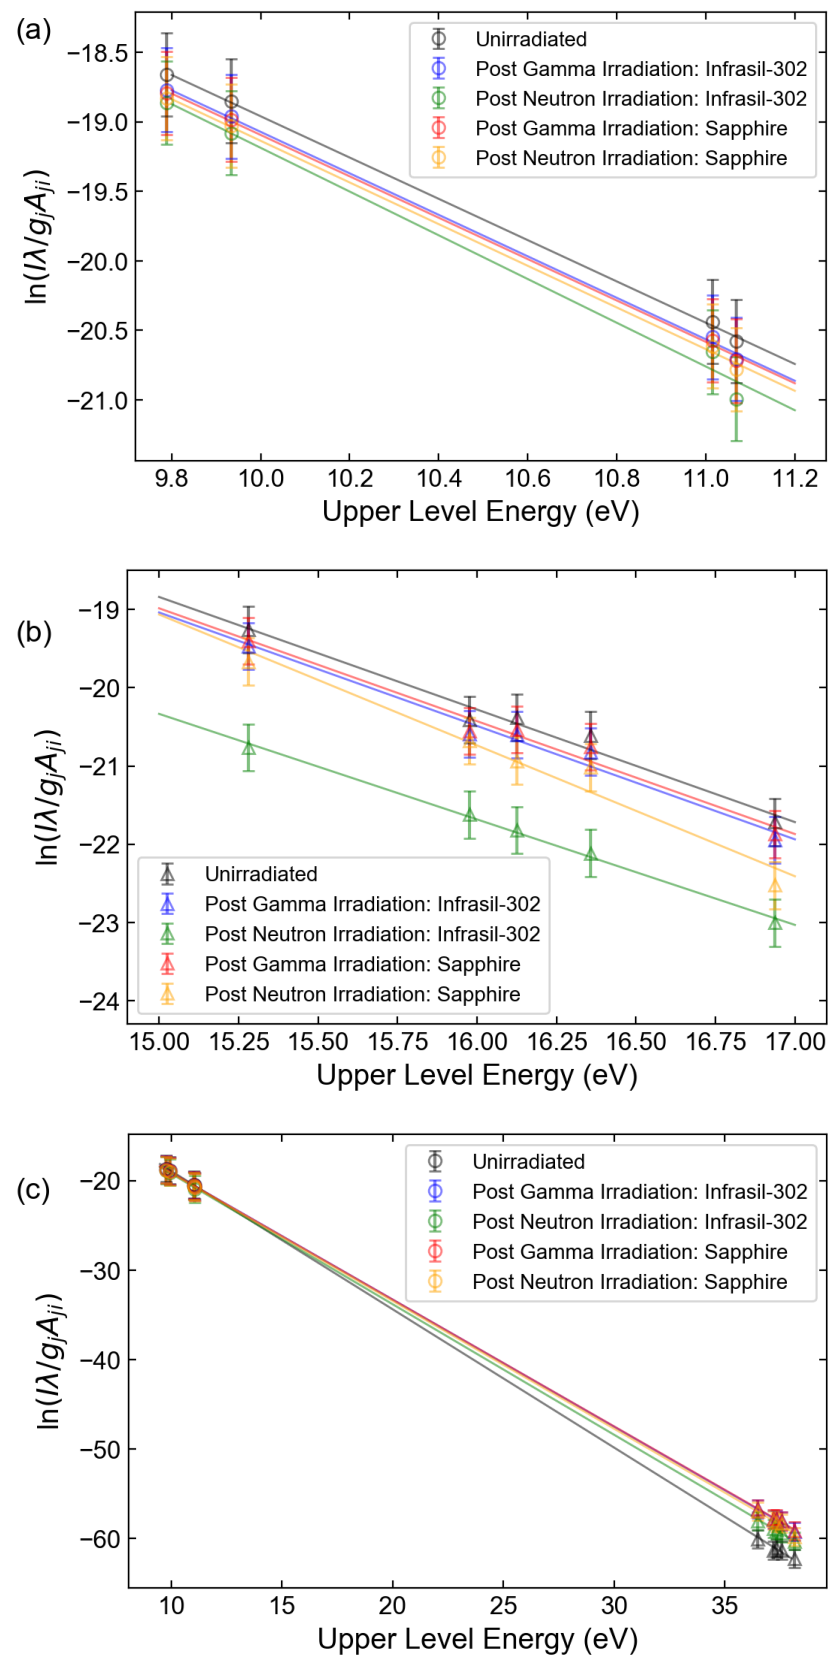 (a)
−18.5
−19.0
−19.5
−20.0
−20.5
−21.0
ln(Iλ/gjAji)
Unirradiated
Post Gamma Irradiation: Infrasil-302
Post Neutron Irradiation: Infrasil-302
Post Gamma Irradiation: Sapphire
Post Neutron Irradiation: Sapphire
9.8 10.0 10.2 10.4 10.6 10.8 11.0 11.2
Upper Level Energy (eV)
(b)
−19
−20
−21
−22
−23
−24
ln(Iλ/gjAji)
Unirradiated
Post Gamma Irradiation: Infrasil-302
Post Neutron Irradiation: Infrasil-302
Post Gamma Irradiation: Sapphire
Post Neutron Irradiation: Sapphire
15.00 15.25 15.50 15.75 16.00 16.25 16.50 16.75 17.00
Upper Level Energy (eV)
(c)
−20
−30
−40
−50
−60
ln(Iλ/gjAji)
Unirradiated
Post Gamma Irradiation: Infrasil-302
Post Neutron Irradiation: Infrasil-302
Post Gamma Irradiation: Sapphire
Post Neutron Irradiation: Sapphire
10 15 20 25 30 35
Upper Level Energy (eV)